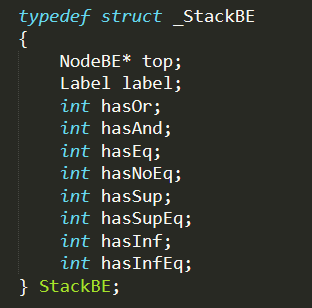 typedef struct _StackBE
{
    NodeBE* top;
    Label label;
    int hasOr;
    int hasAnd;
    int hasEq;
    int hasNoEq;
    int hasSup;
    int hasSupEq;
    int hasInf;
    int hasInfEq;
} StackBE;